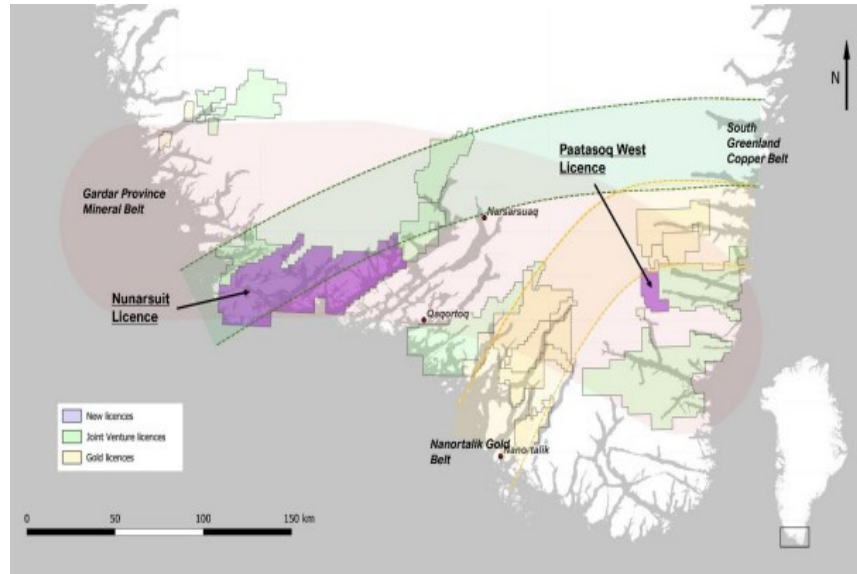 N
South
Greenland
Copper Belt
Paatasoq West
Licence
Gardar Province
Mineral Belt
Narsarsuaq
Nunarsuit
Licence
Qaqortoq
New licences
Joint Venture licences
Gold licences
Nanortalik Gold
Belt
Nanortalik
0
50
100
150 km